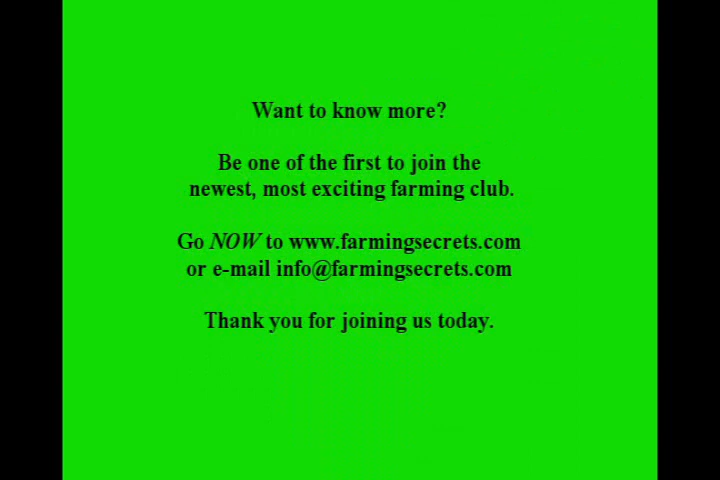 Want to know more?
Be one of the first to join the
newest, most exciting farming club.
Go NOW to www.farmingsecrets.com
or e-mail info@farmingsecrets.com
Thank you for joining us today.